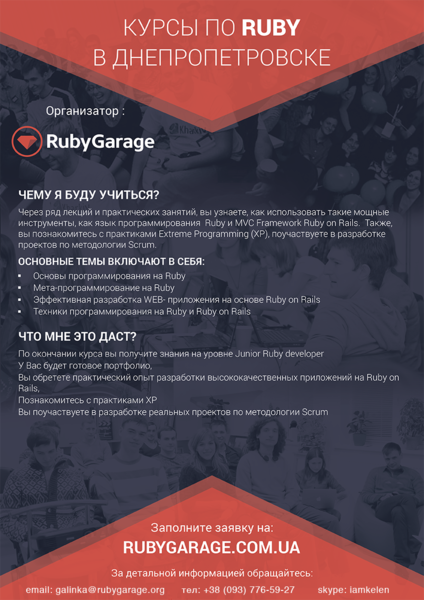 КУРСЫ ПО RUBY
В ДНЕПРОПЕТРОВСКЕ
Организатор :
RubyGarage
ЧЕМУ Я БУДУ УЧИТЬСЯ?
Через ряд лекций и практических занятий, вы узнаете, как использовать такие мощные
инструменты, как язык программирования Ruby и MVC Framework Ruby on Rails. Также,
вы познакомитесь с практиками Extreme Programming (XP), поучаствуете в разработке
проектов по методологии Scrum.
ОСНОВНЫЕ ТЕМЫ ВКЛЮЧАЮТ В СЕБЯ:
▪ Основы программирования на Ruby
▪ Мета-программирование на Ruby
▪ Эффективная разработка WEB- приложения на основе Ruby on Rails
▪ Техники программирования на Ruby и Ruby on Rails
ЧТО МНЕ ЭТО ДАСТ?
По окончании курса вы получите знания на уровне Junior Ruby developer
У Вас будет готовое портфолио,
Вы обретете практический опыт разработки высококачественных приложений на Ruby on
Rails,
Познакомитесь с практиками XP
Вы поучаствуете в разработке реальных проектов по методологии Scrum
Заполните заявку на:
RUBYGARAGE.COM.UA
За детальной информацией обращайтесь:
email: galinka@rubygarage.org тел: +38 (093) 776-59-27 skype: iamkelen